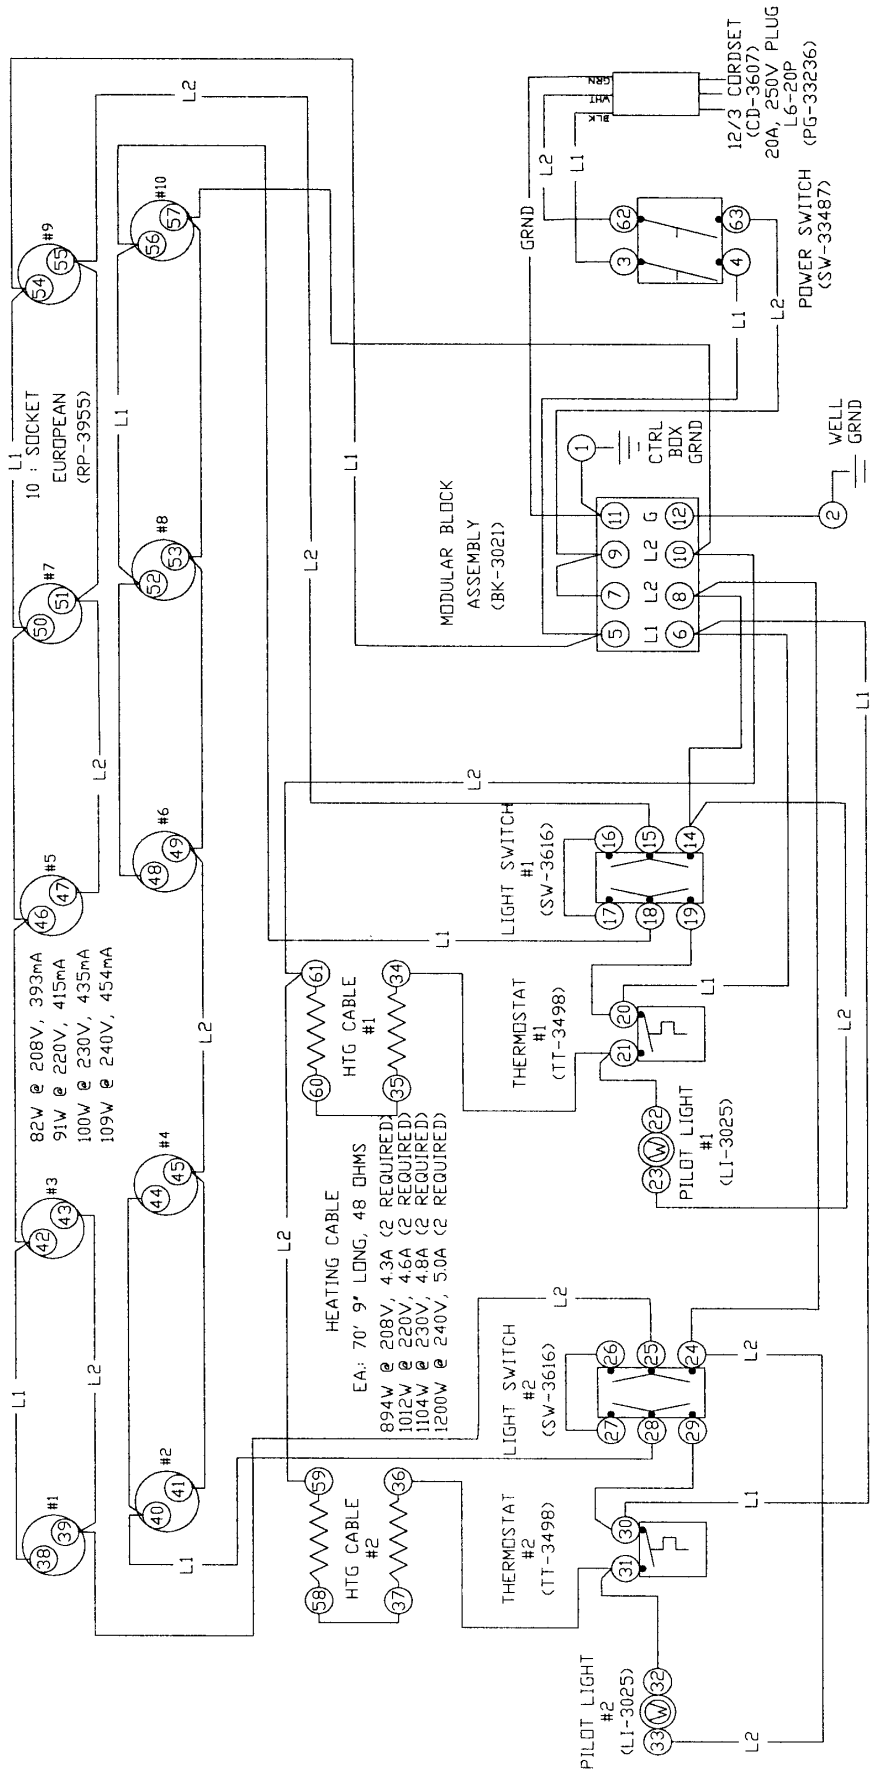 L1
54
55
#9
10 : SOCKET
EUROPEAN
(RP-3955)
50
51
#7
L2
46
47
#5
82W @ 208V, 393mA
91W @ 220V, 415mA
100W @ 230V, 435mA
109W @ 240V, 454mA
42
43
#3
L1
L2
38
39
#1
L2
56
57
#10
L1
52
53
#8
48
49
#6
L2
44
45
#4
40
41
#2
L1
L1
L2
L2
L1
61
60
HTG CABLE
#1
34
35
L2
HEATING CABLE
EA.: 70' 9" LONG, 48 OHMS
894W @ 208V, 4.3A (2 REQUIRED)
1012W @ 220V, 4.6A (2 REQUIRED)
1104W @ 230V, 4.8A (2 REQUIRED)
1200W @ 240V, 5.0A (2 REQUIRED)
59
58
HTG CABLE
#2
36
37
GRN
WHT
BLK
12/3 CORDSET
(CD-3607)
20A, 250V PLUG
L6-20P
(PG-33236)
GRND
L2
L1
62
3
63
4
POWER SWITCH
(SW-33487)
L1
L2
MODULAR BLOCK
ASSEMBLY
(BK-3021)
1
CTRL
BOX
GRND
11
9
7
5
G
L2
L2
L1
12
10
8
6
2
WELL
GRND
LIGHT SWITCH
#1
(SW-3616)
16
15
14
17
18
19
THERMOSTAT
#1
(TT-3498)
20
21
L1
L2
22
W
23
PILOT LIGHT
#1
(LI-3025)
L1
L2
LIGHT SWITCH
#2
(SW-3616)
26
25
24
27
28
29
L2
THERMOSTAT
#2
(TT-3498)
30
31
L1
PILOT LIGHT
#2
(LI-3025)
32
W
33
L2